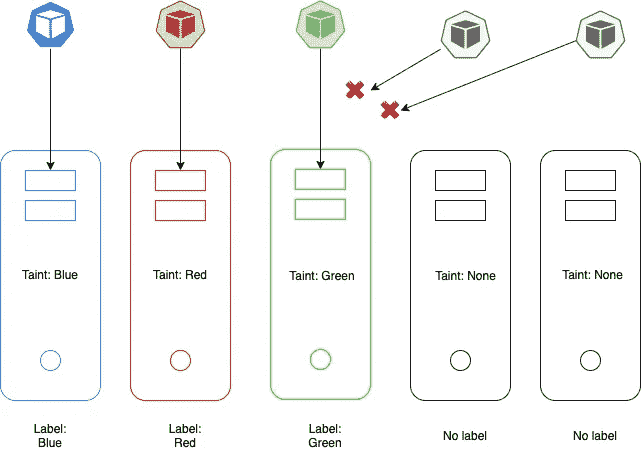 Taint: Blue
Taint: Red
Taint: Green
Taint: None
Taint: None
Label:
Blue
Label:
Red
Label:
Green
No label
No label